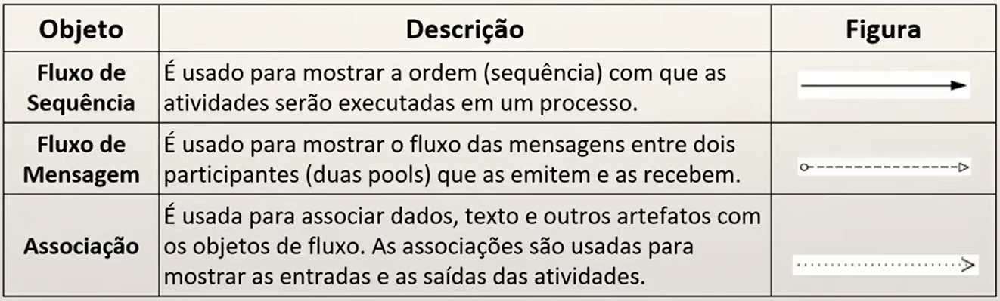 Objeto Descrição Figura
Fluxo de Sequência
É usado para mostrar a ordem (sequência) com que as
atividades serão executadas em um processo.
Fluxo de Mensagem
É usado para mostrar o fluxo das mensagens entre dois
participantes (duas pools) que as emitem e as recebem.
Associação
É usada para associar dados, texto e outros artefatos com
os objetos de fluxo. As associações são usadas para
mostrar as entradas e as saídas das atividades.